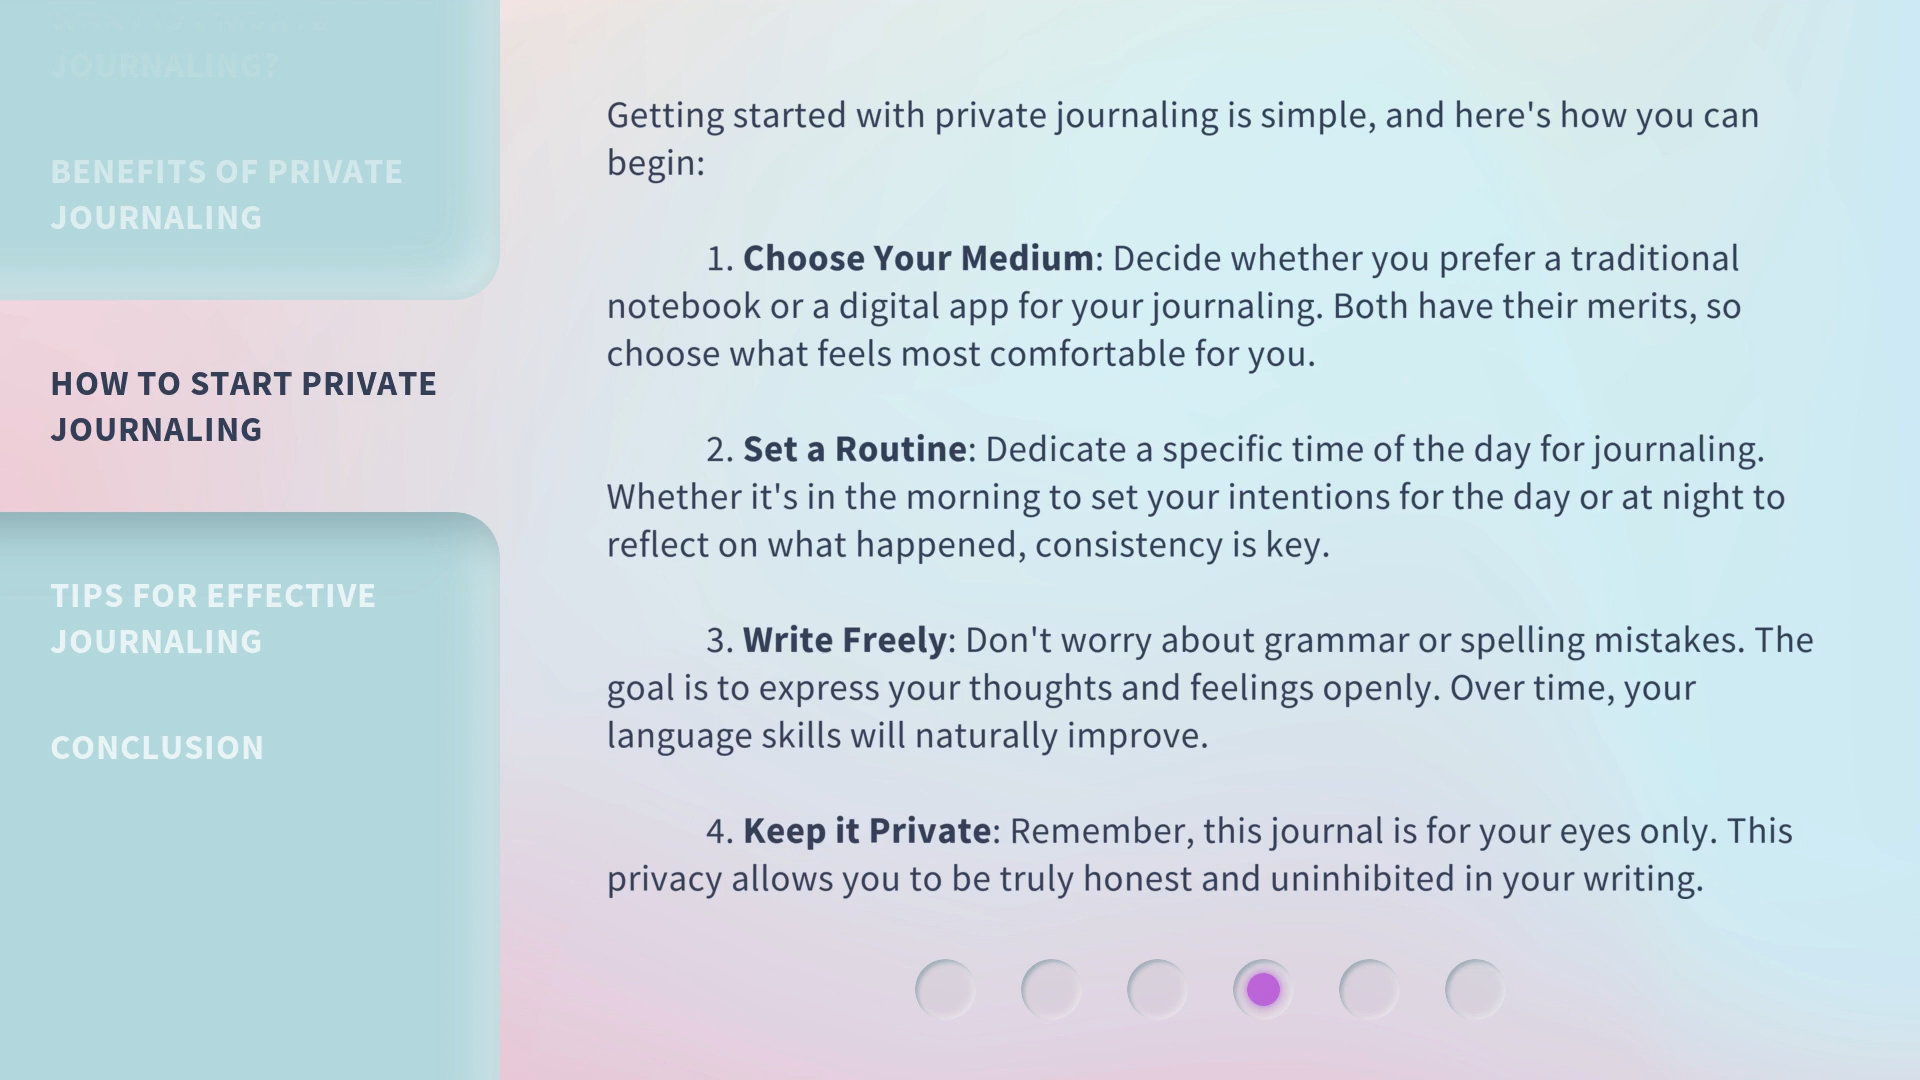 JOURNALING?
BENEFITS OF PRIVATE
JOURNALING
HOW TO START PRIVATE
JOURNALING
TIPS FOR EFFECTIVE
JOURNALING
CONCLUSION
Getting started with private journaling is simple, and here's how you can
begin:
1. Choose Your Medium: Decide whether you prefer a traditional
notebook or a digital app for your journaling. Both have their merits, so
choose what feels most comfortable for you.
2. Set a Routine: Dedicate a specific time of the day for journaling.
Whether it's in the morning to set your intentions for the day or at night to
reflect on what happened, consistency is key.
3. Write Freely: Don't worry about grammar or spelling mistakes. The
goal is to express your thoughts and feelings openly. Over time, your
language skills will naturally improve.
4. Keep it Private: Remember, this journal is for your eyes only. This
privacy allows you to be truly honest and uninhibited in your writing.